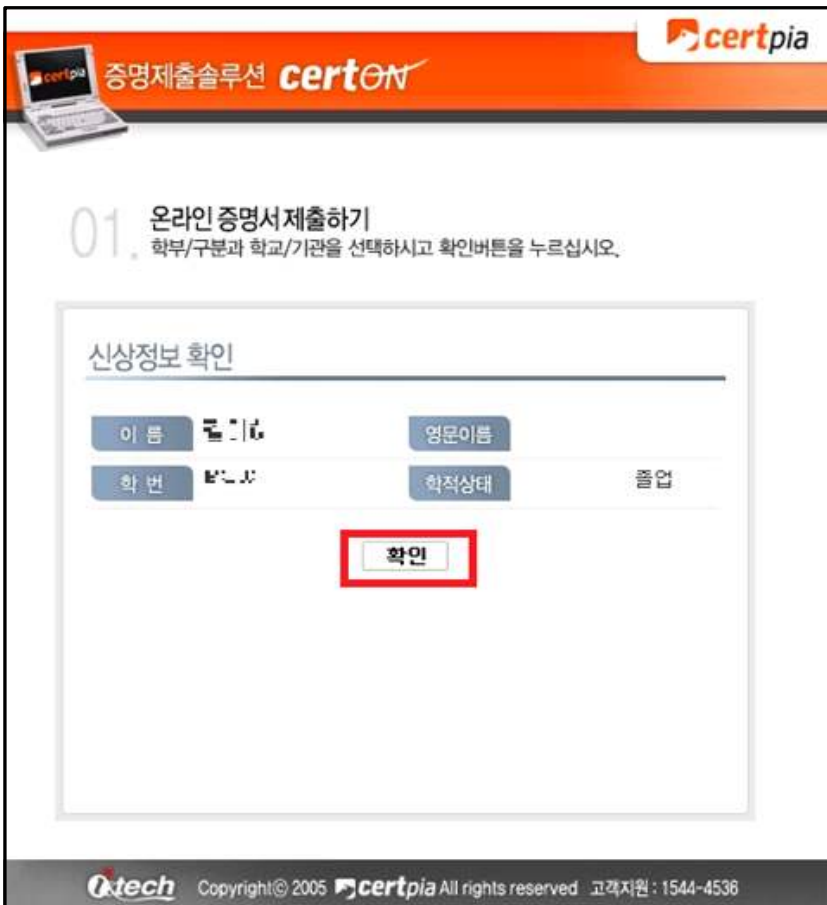 certpia
certpia
증명제출솔루션 certON
01. 온라인 증명서 제출하기
학부/구분과 학교/기관을 선택하시고 확인버튼을 누르십시오.
신상정보 확인
이 름 영문이름
학 번 학적상태 졸업
확인
itech Copyright© 2005 certpia All rights reserved 고객지원 : 1544-4536